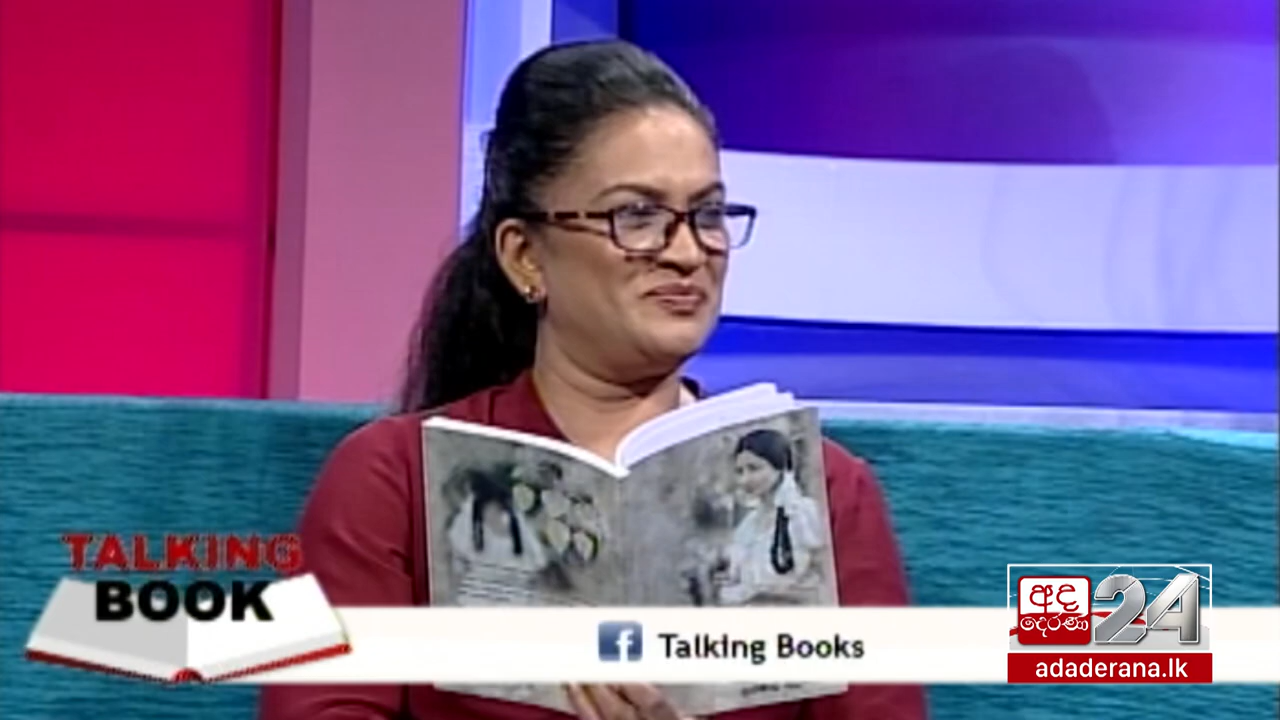 TALKING
BOOK
Talking Books
අද
දෙරණ
24
adaderana.lk